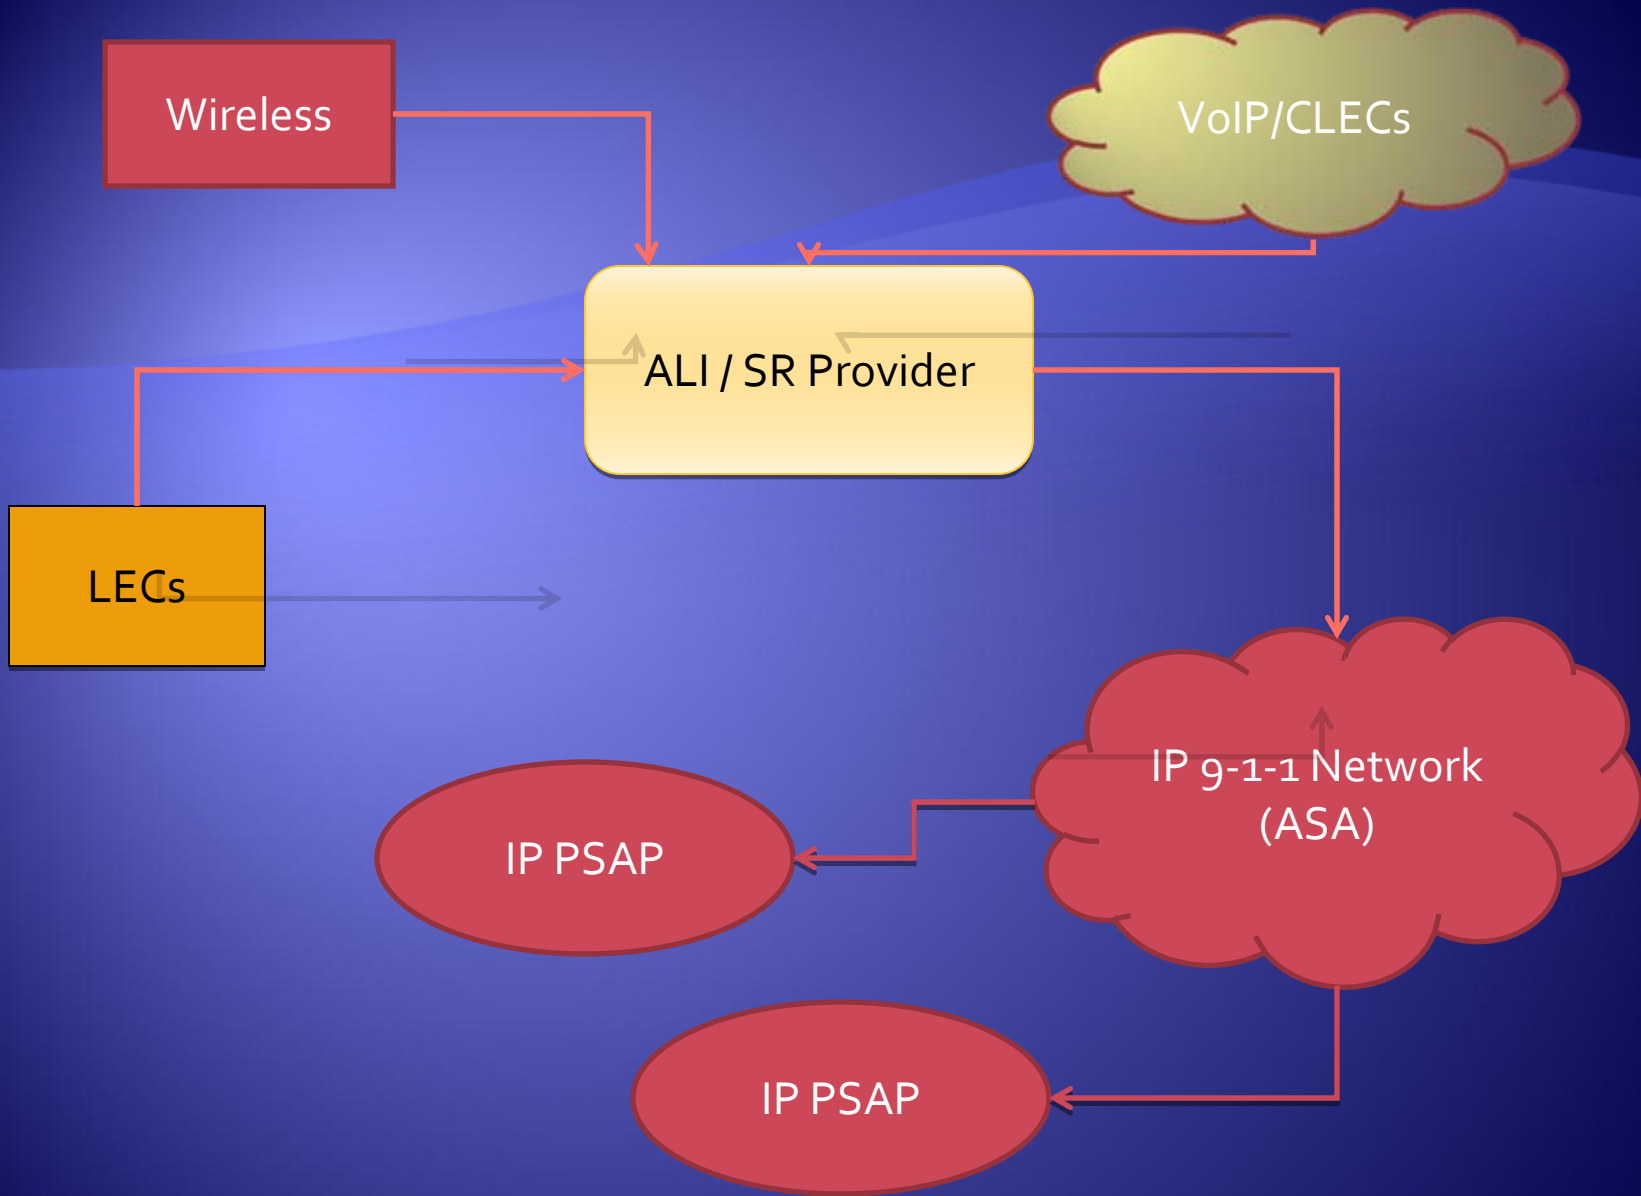 Wireless
VoIP/CLECs
ALI / SR Provider
LECs
IP 9-1-1 Network
(ASA)
IP PSAP
IP PSAP